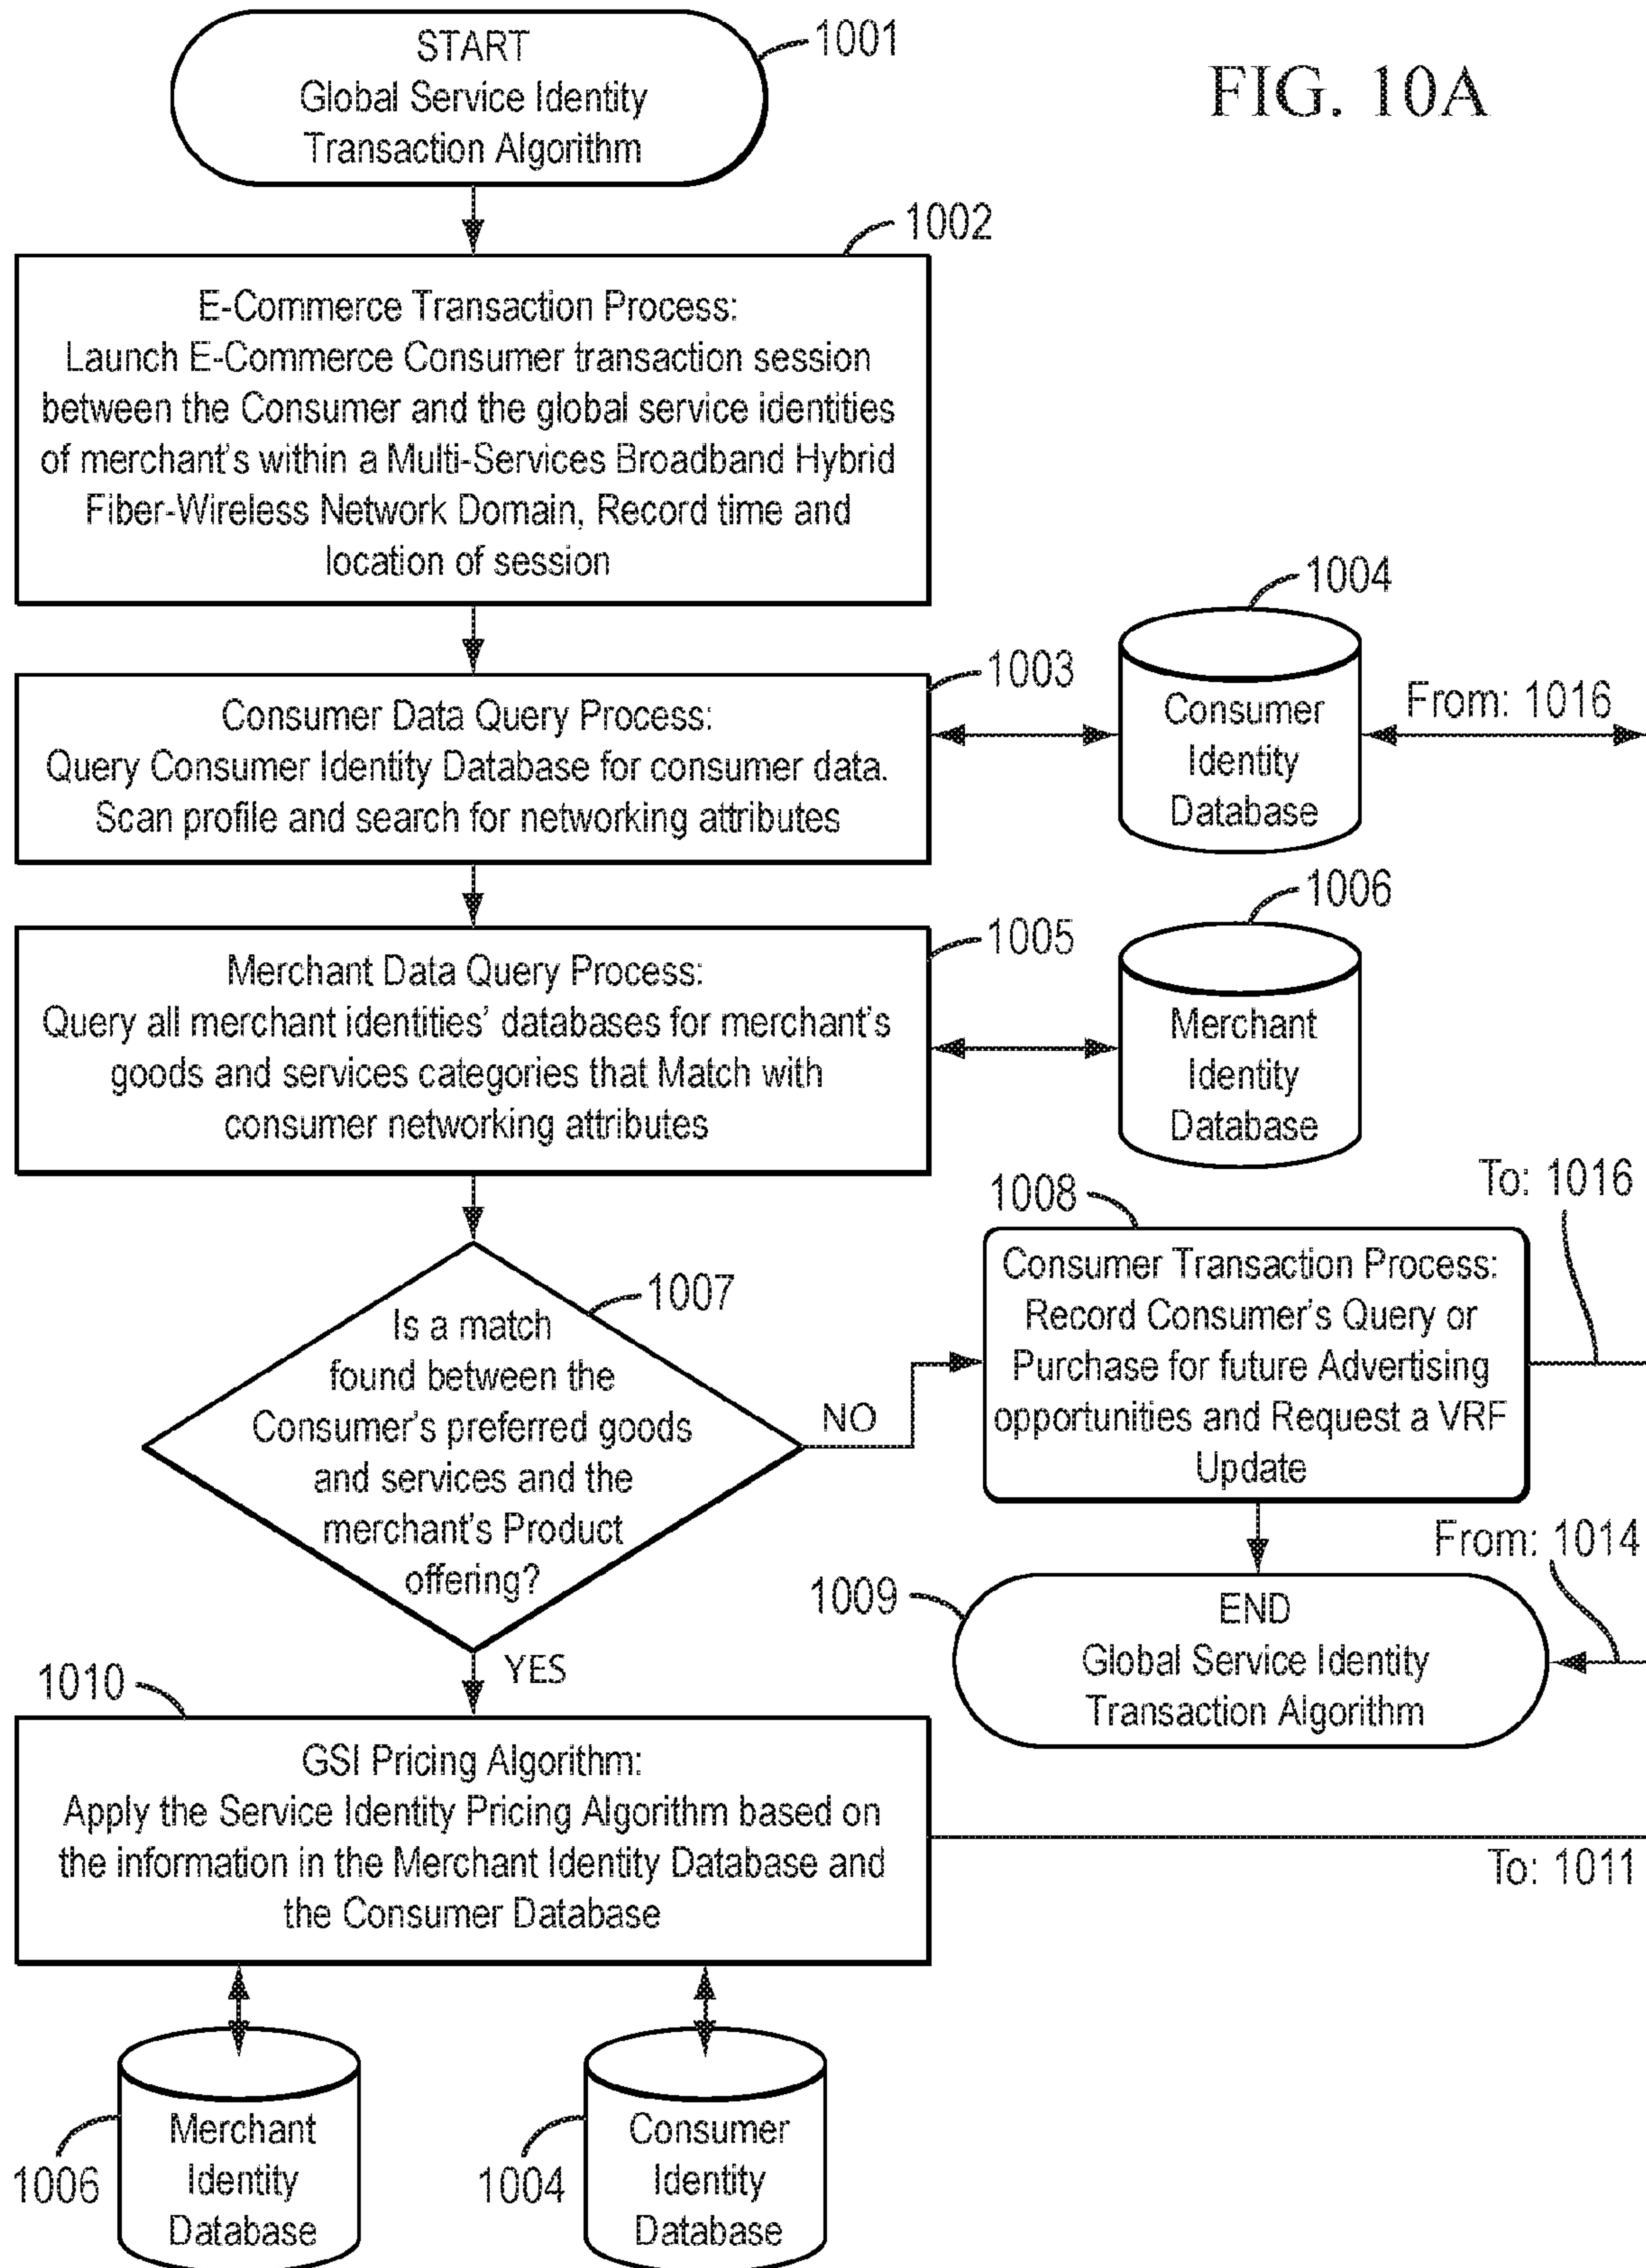 START
Global Service Identity
Transaction Algorithm
1001
FIG. 10A
1002
E-Commerce Transaction Process:
Launch E-Commerce Consumer transaction session
between the Consumer and the global service identities
of merchant's within a Multi-Services Broadband Hybrid
Fiber-Wireless Network Domain, Record time and
location of session
1003
Consumer Data Query Process:
Query Consumer Identity Database for consumer data.
Scan profile and search for networking attributes
1004
Consumer
Identity
Database
From: 1016
1005
Merchant Data Query Process:
Query all merchant identities' databases for merchant's
goods and services categories that Match with
consumer networking attributes
1006
Merchant
Identity
Database
1007
Is a match
found between the
Consumer's preferred goods
and services and the
merchant's Product
offering?
NO
YES
1008
To: 1016
Consumer Transaction Process:
Record Consumer's Query or
Purchase for future Advertising
opportunities and Request a VRF
Update
From: 1014
1009
END
Global Service Identity
Transaction Algorithm
1010
GSI Pricing Algorithm:
Apply the Service Identity Pricing Algorithm based on
the information in the Merchant Identity Database and
the Consumer Database
To: 1011
1006
Merchant
Identity
Database
1004
Consumer
Identity
Database